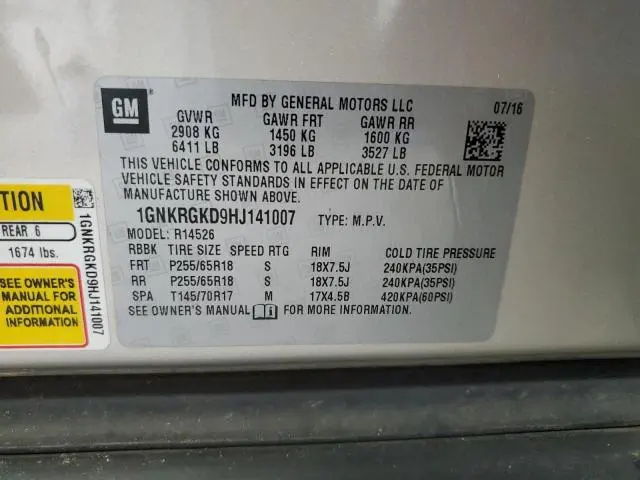 GM
MFD BY GENERAL MOTORS LLC 07/16
GVWR GAWR FRT GAWR RR
2908 KG 1450 KG 1600 KG
6411 LB 3196 LB 3527 LB
THIS VEHICLE CONFORMS TO ALL APPLICABLE U.S. FEDERAL MOTOR
VEHICLE SAFETY STANDARDS IN EFFECT ON THE DATE OF
MANUFACTURE SHOWN ABOVE.
1GNKRGKD9HJ141007 TYPE: M.P.V.
MODEL: R14526
RBBK TIRE SIZE SPEED RTG RIM COLD TIRE PRESSURE
FRT P255/65R18 S 18X7.5J 240KPA(35PSI)
RR P255/65R18 S 18X7.5J 240KPA(35PSI)
SPA T145/70R17 M 17X4.5B 420KPA(60PSI)
SEE OWNER'S MANUAL FOR MORE INFORMATION.
TION
REAR 6
1674 lbs.
SEE OWNER'S
MANUAL FOR
ADDITIONAL
INFORMATION
1GNKRGKD9HJ141007